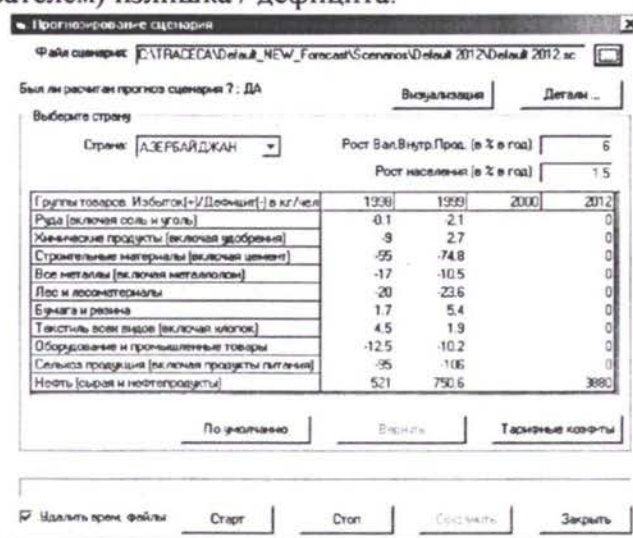 излишка / дефицита.
Прогнозирование сценария
Файл сценария: C:\TRACECA\Default_NEW_Forecast\Scenarios\Default 2012\Default 2012.sc ...
Был ли расчитан прогноз сценария ? : ДА Визуализация Детали ...
Выберите страну
Страна: АЗЕРБАЙДЖАН Рост Вал.Внутр.Прод. (в % в год) 6
Рост населения (в % в год) 1.5
Группы товаров. Избыток(+)/Дефицит(-) в кг/чел 1998 1999 2000 2012
Руда (включая соль и уголь) -0.1 -2.1 0
Химические продукты (включая удобрения) -9 2.7 0
Строительные материалы (включая цемент) -55 -74.8 0
Все металлы (включая металлолом) -17 -10.5 0
Лес и лесоматериалы -20 -23.6 0
Бумага и резина 1.7 5.4 0
Текстиль всех видов (включая хлопок) 4.5 1.9 0
Оборудование и промышленные товары -12.5 -10.2 0
Сельхоз продукция (включая продукты питания) -95 -106 0
Нефть (сырая и нефтепродукты) 521 750.6 3880
По умолчанию Вернуть Тарифные коэф-ты
Удалить врем. файлы Старт Стоп Сохранить Закрыть